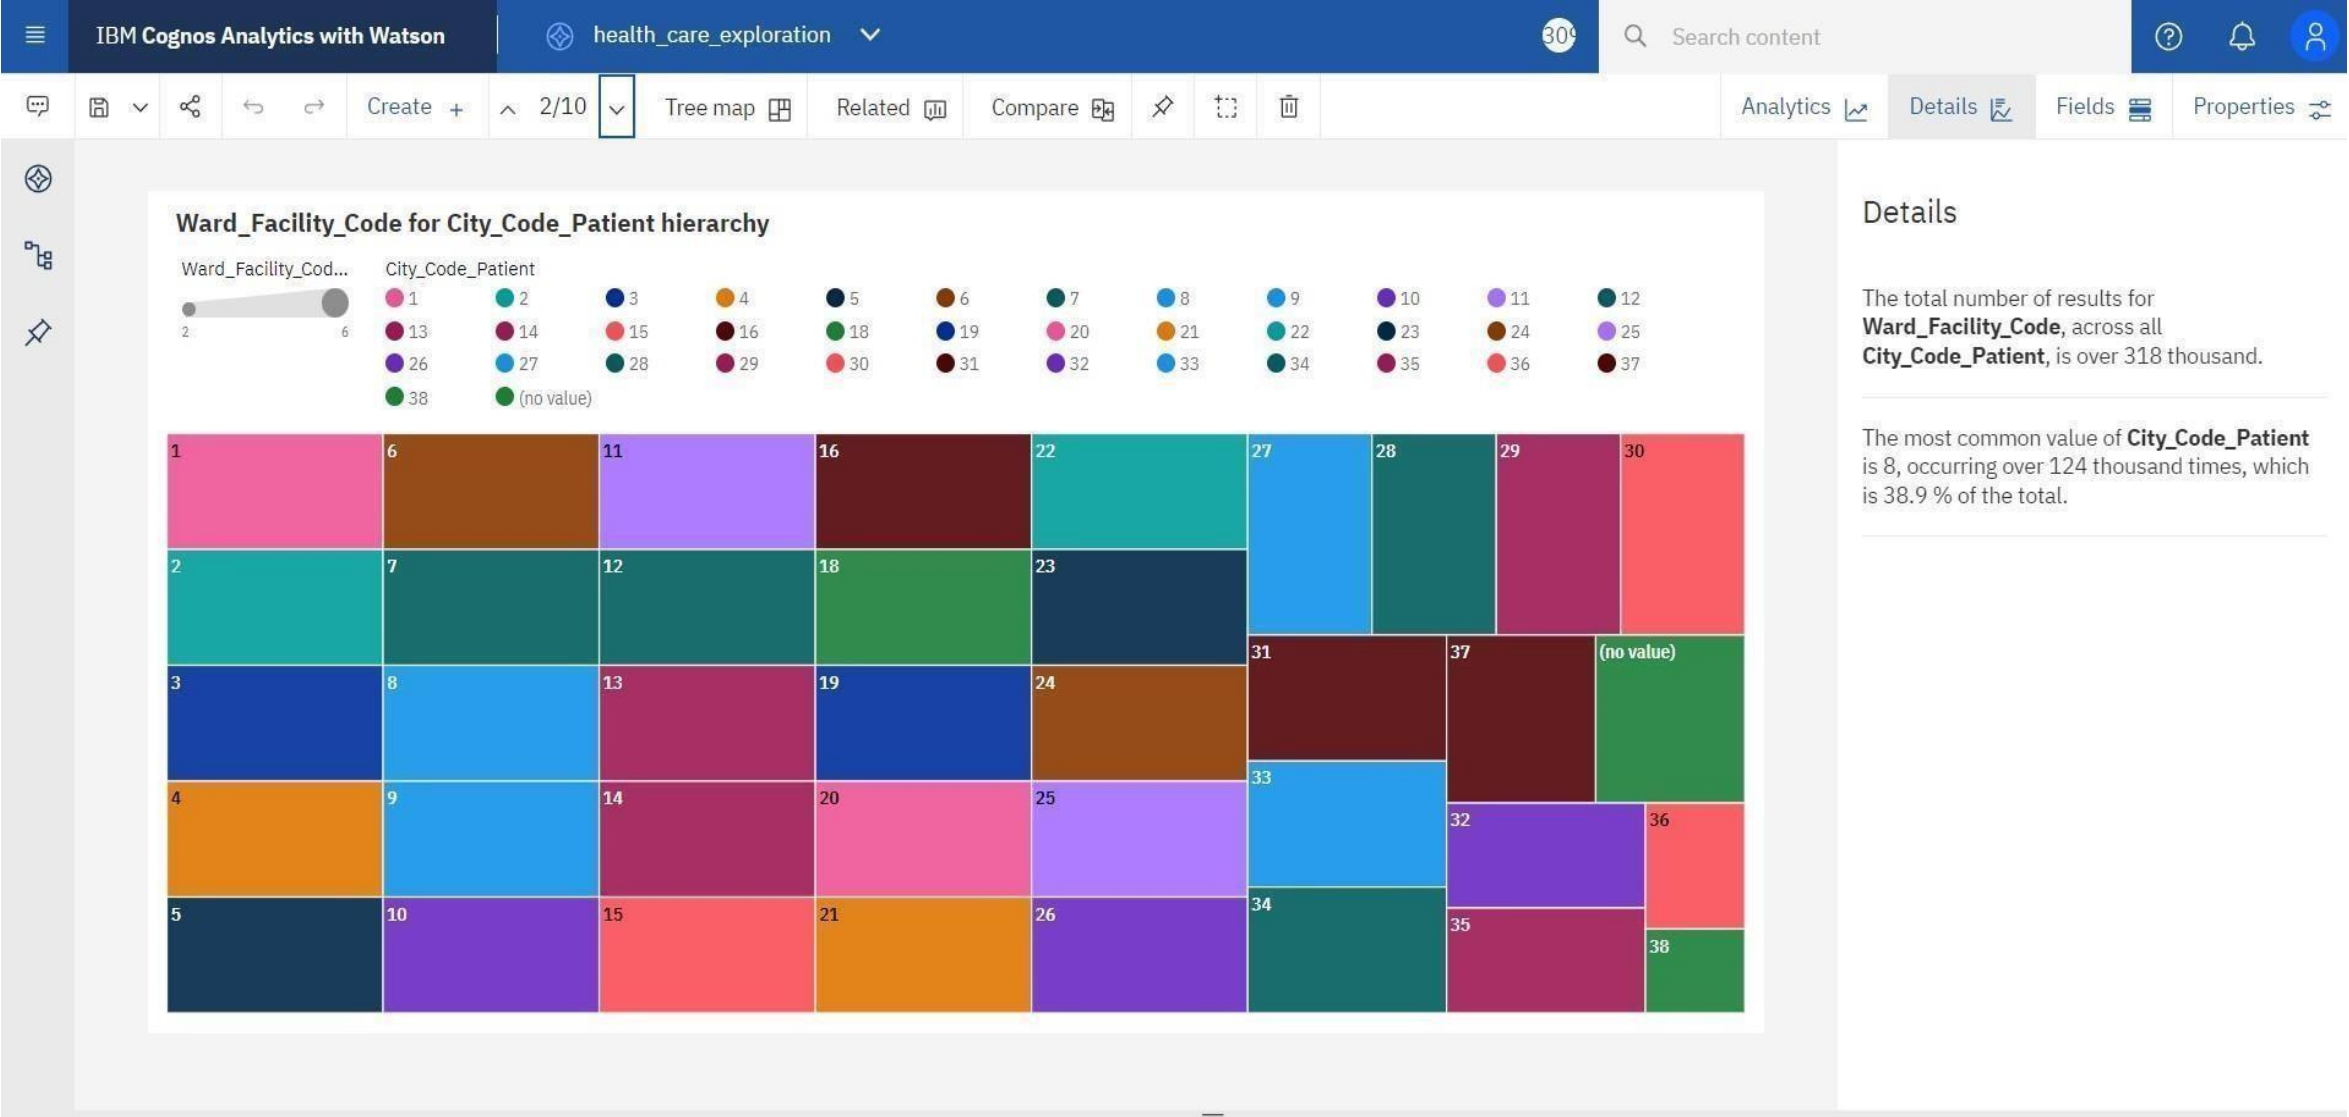 IBM Cognos Analytics with Watson
health_care_exploration
Search content
Create +
2/10
Tree map
Related
Compare
Analytics
Details
Fields
Properties
Ward_Facility_Code for City_Code_Patient hierarchy
Ward_Facility_Cod...
2 6
City_Code_Patient
1 2 3 4 5 6 7 8 9 10 11 12
13 14 15 16 18 19 20 21 22 23 24 25
26 27 28 29 30 31 32 33 34 35 36 37
38 (no value)
1 6 11 16 22 27 28 29 30
2 7 12 18 23
31 37 (no value)
3 8 13 19 24
33
4 9 14 20 25
32 36
34
5 10 15 21 26
35
38
Details
The total number of results for
Ward_Facility_Code, across all
City_Code_Patient, is over 318 thousand.
The most common value of City_Code_Patient
is 8, occurring over 124 thousand times, which
is 38.9 % of the total.